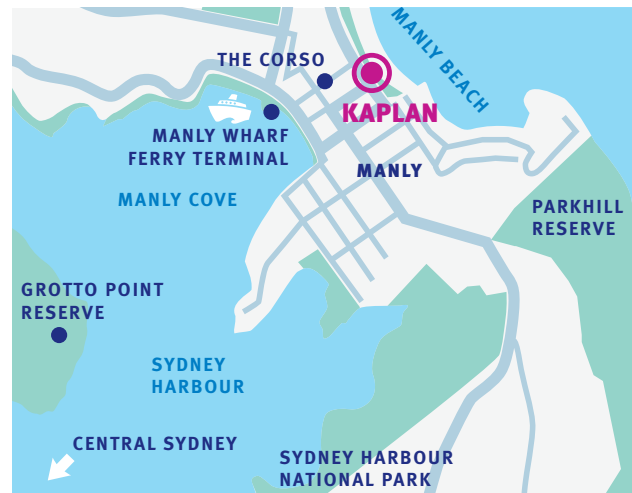 THE CORSO
MANLY BEACH
KAPLAN
MANLY WHARF
FERRY TERMINAL
MANLY
MANLY COVE
PARKHILL
RESERVE
GROTTO POINT
RESERVE
SYDNEY
HARBOUR
CENTRAL SYDNEY
SYDNEY HARBOUR
NATIONAL PARK